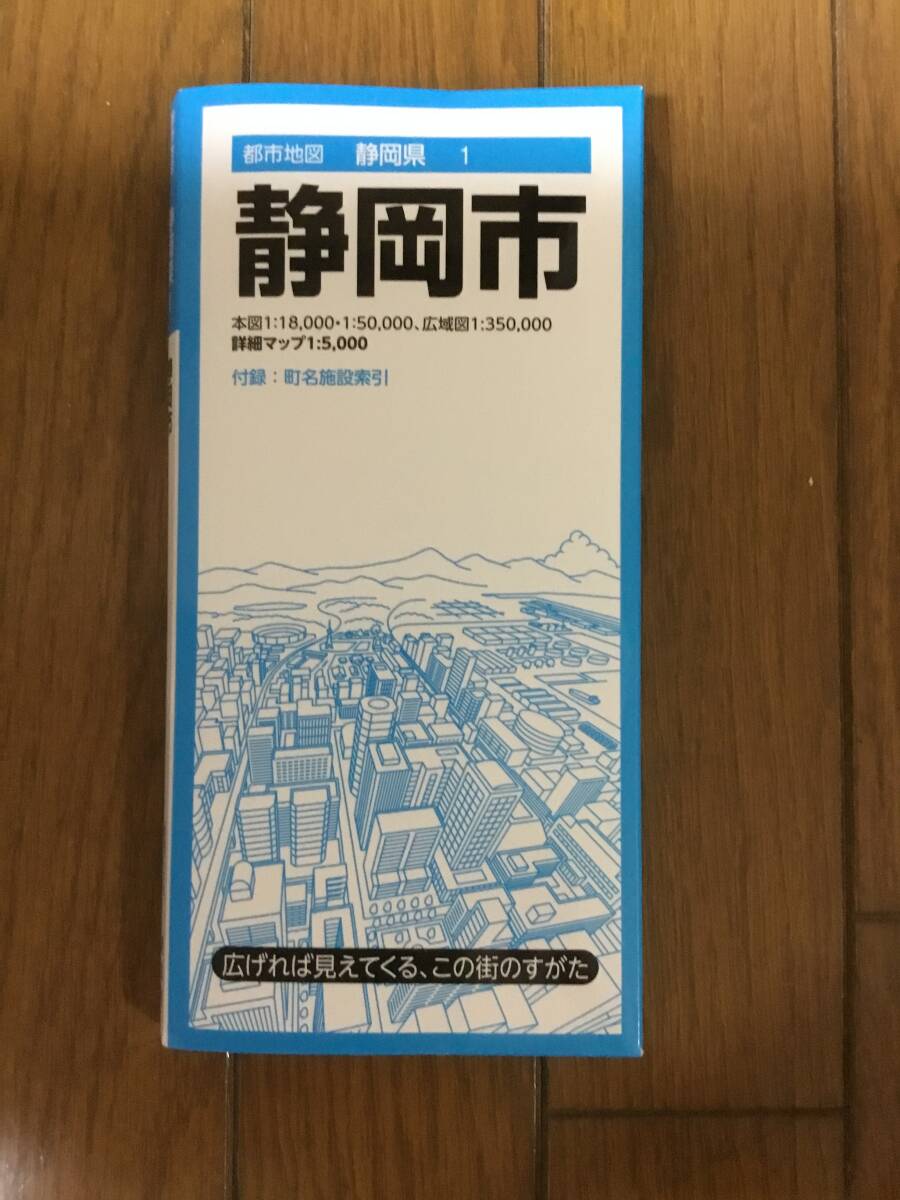 都市地図 静岡県 1
静岡市
本図1:18,000・1:50,000、広域図1:350,000
詳細マップ1:5,000
付録：町名施設索引
広げれば見えてくる、この街のすがた